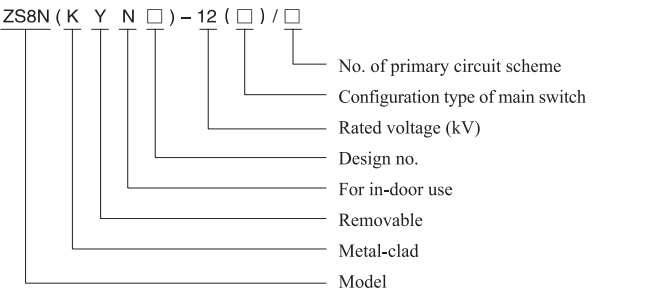 ZS8N ( K Y N □ ) – 12 ( □ ) / □
No. of primary circuit scheme
Configuration type of main switch
Rated voltage (kV)
Design no.
For in-door use
Removable
Metal-clad
Model